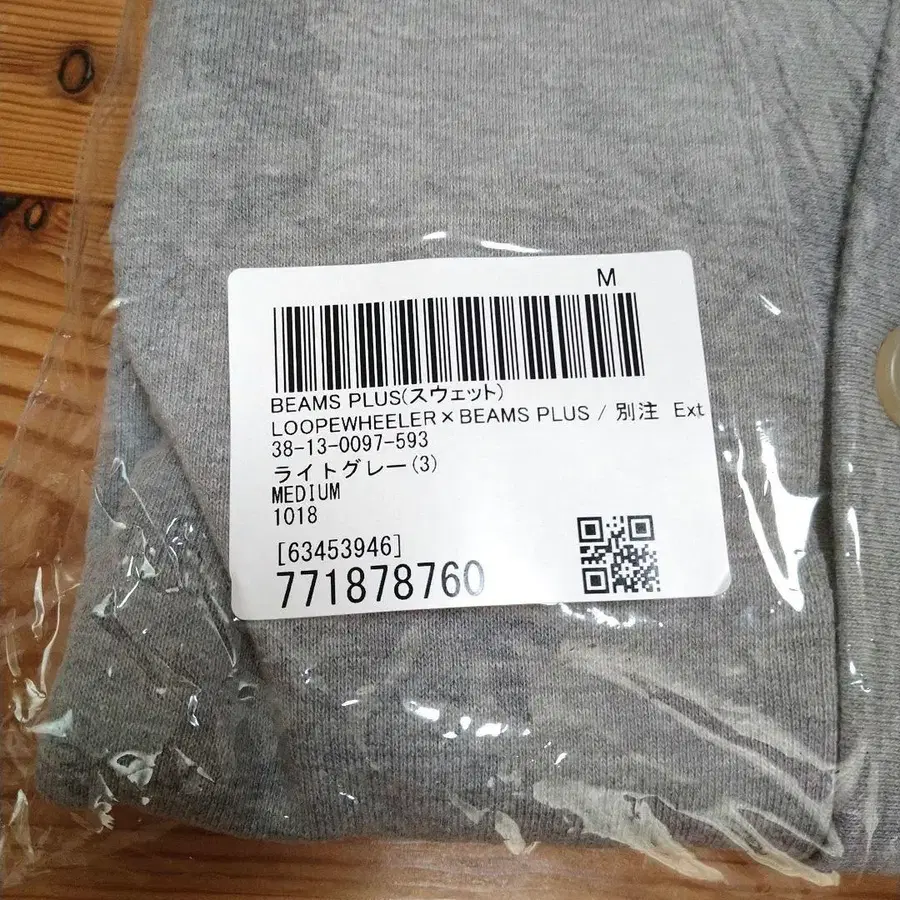 M
BEAMS PLUS(スウェット)
LOOPEWHEELER×BEAMS PLUS / 別注 Ext
38-13-0097-593
ライトグレー(3)
MEDIUM
1018
[63453946]
771878760